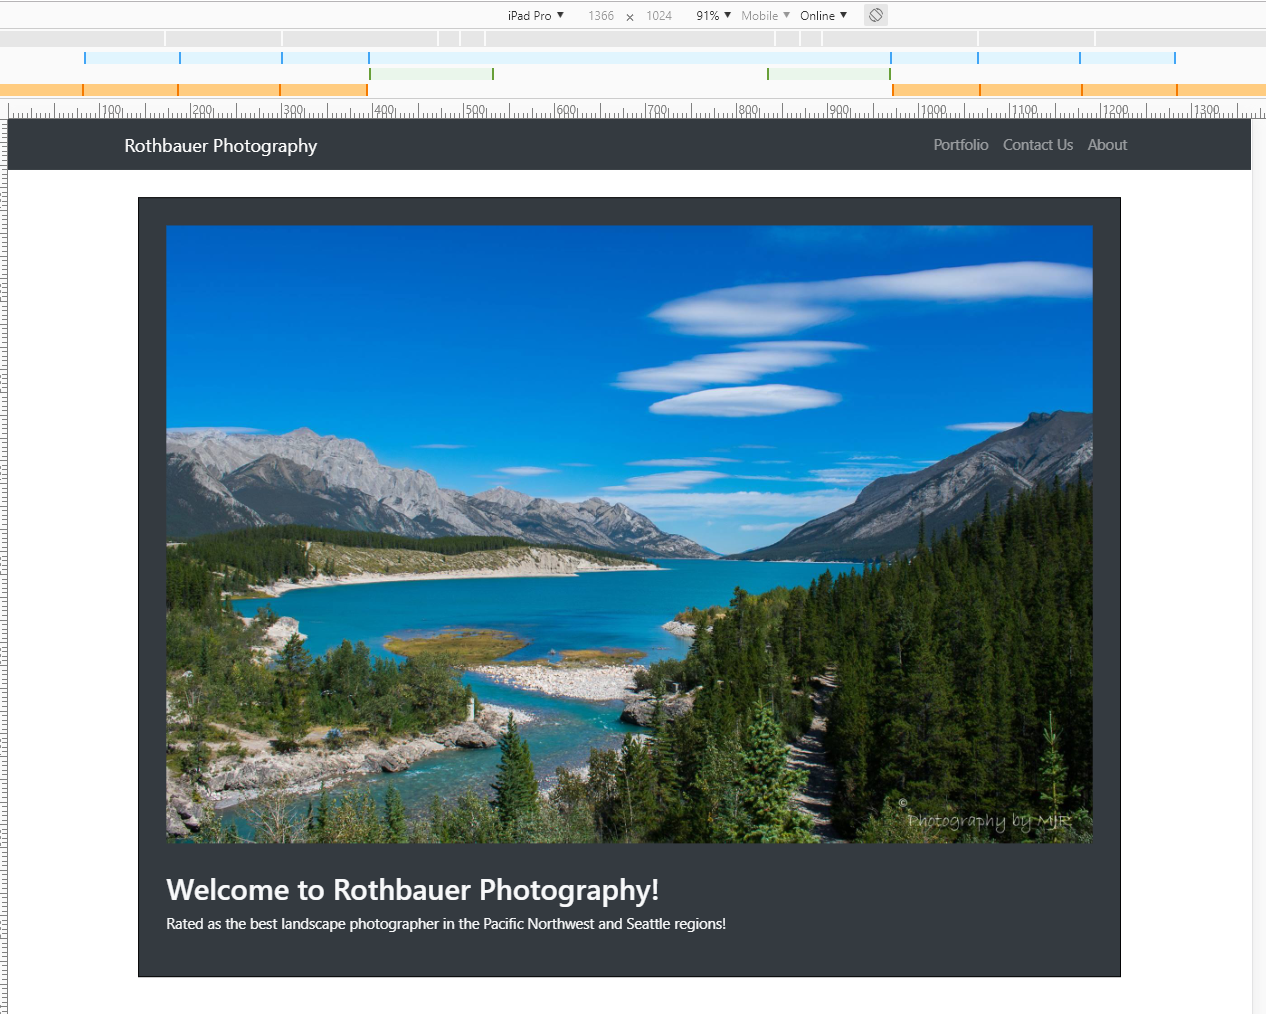 iPad Pro ▼ 1366 × 1024 91% ▼ Mobile ▼ Online ▼
100 200 300 400 500 600 700 800 900 1000 1100 1200 1300
Rothbauer Photography Portfolio Contact Us About
©
Photography by MJR
Welcome to Rothbauer Photography!
Rated as the best landscape photographer in the Pacific Northwest and Seattle regions!